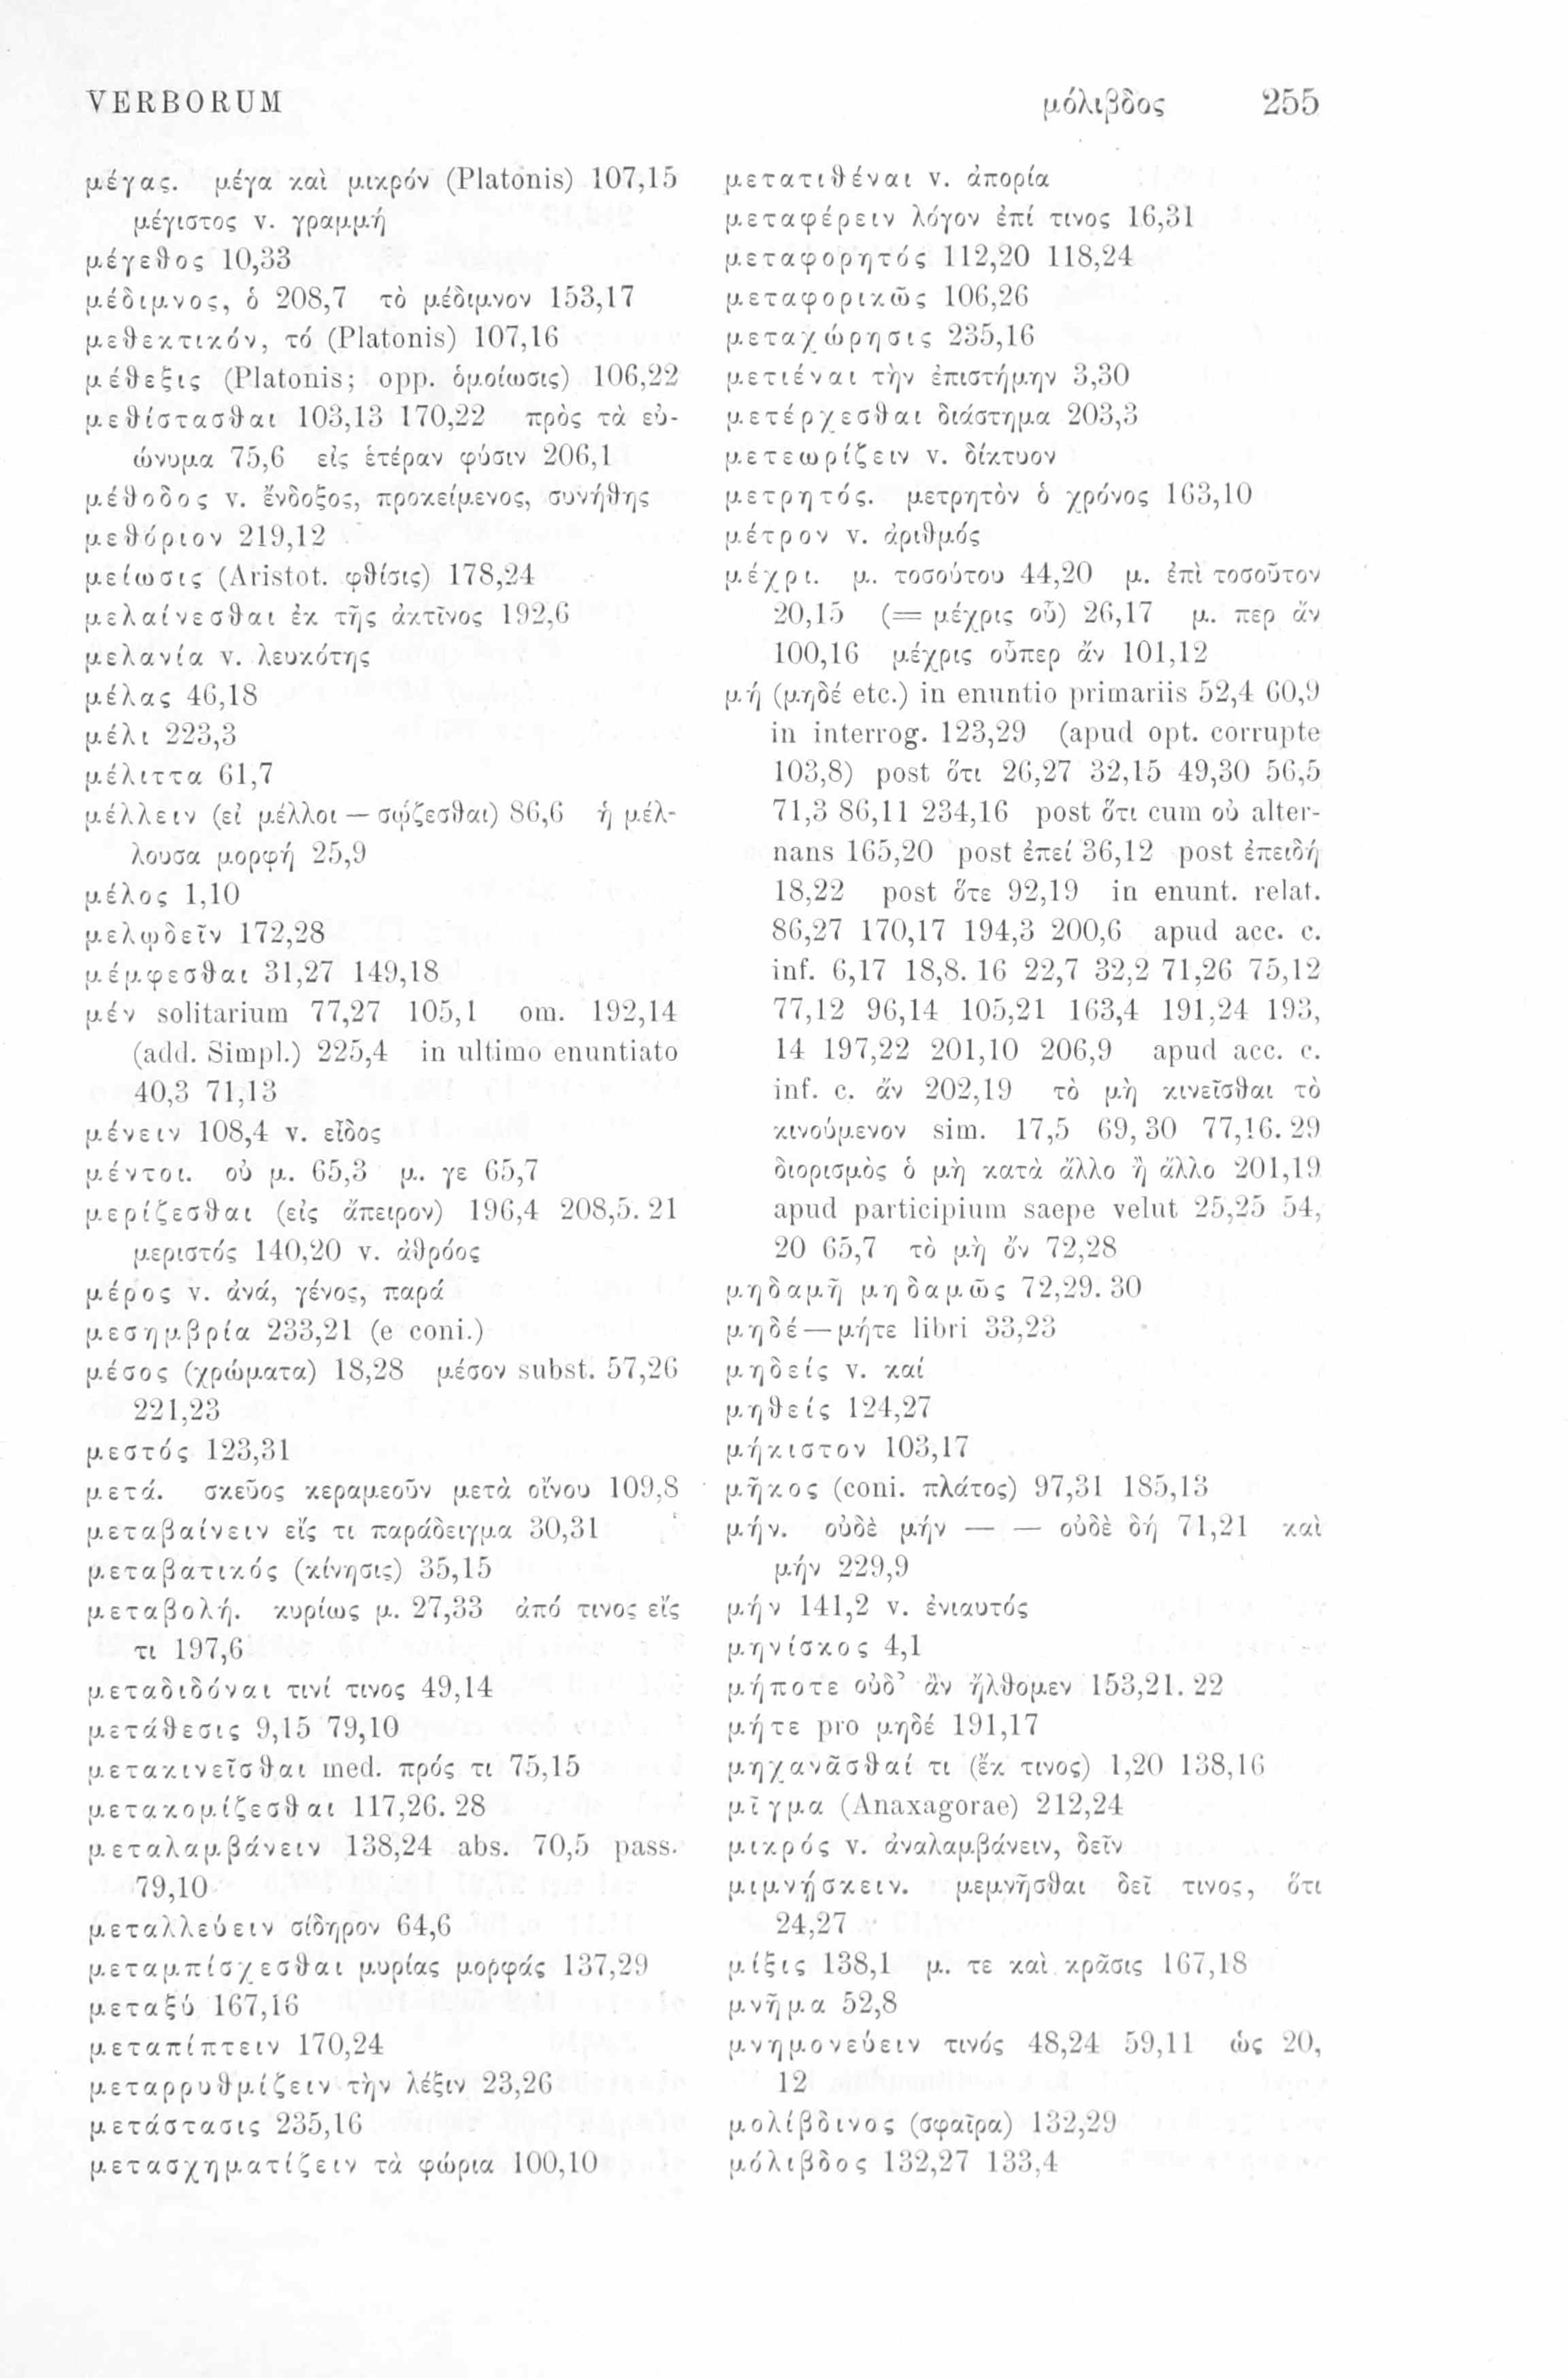 VERBORUM μόλιβδος 255
μέγας. μέγα καὶ μικρόν (Platonis) 107,15
μέγιστος v. γραμμή
μέγεθος 10,33
μέδιμνος, ὁ 208,7 τὸ μέδιμνον 153,17
μεθεκτικόν, τό (Platonis) 107,16
μέθεξις (Platonis; opp. ὁμοίωσις) 106,22
μεθίστασθαι 103,13 170,22 πρὸς τὰ εὐ-
ώνυμα 75,6 εἰς ἑτέραν φύσιν 206,1
μέθοδος v. ἔνδοξος, προκείμενος, συνήθης
μεθόριον 219,12
μείωσις (Aristot. φθίσις) 178,24
μελαίνεσθαι ἐκ τῆς ἀκτῖνος 192,6
μελανία v. λευκότης
μέλας 46,18
μέλι 223,3
μέλιττα 61,7
μέλλειν (εἰ μέλλοι — σῴζεσθαι) 86,6 ἡ μέλ-
λουσα μορφή 25,9
μέλος 1,10
μελῳδεῖν 172,28
μέμφεσθαι 31,27 149,18
μέν solitarium 77,27 105,1 om. 192,14
(add. Simpl.) 225,4 in ultimo enuntiato
40,3 71,13
μένειν 108,4 v. εἶδος
μέντοι. οὐ μ. 65,3 μ. γε 65,7
μερίζεσθαι (εἰς ἄπειρον) 196,4 208,5. 21
μεριστός 140,20 v. ἀθρόος
μέρος v. ἀνά, γένος, παρά
μεσημβρία 233,21 (e coni.)
μέσος (χρώματα) 18,28 μέσον subst. 57,26
221,23
μεστός 123,31
μετά. σκεῦος κεραμεοῦν μετὰ οἴνου 109,8
μεταβαίνειν εἴς τι παράδειγμα 30,31
μεταβατικός (κίνησις) 35,15
μεταβολή. κυρίως μ. 27,33 ἀπό τινος εἴς
τι 197,6
μεταδιδόναι τινί τινος 49,14
μετάθεσις 9,15 79,10
μετακινεῖσθαι med. πρός τι 75,15
μετακομίζεσθαι 117,26. 28
μεταλαμβάνειν 138,24 abs. 70,5 pass.
79,10
μεταλλεύειν σίδηρον 64,6
μεταμπίσχεσθαι μυρίας μορφάς 137,29
μεταξύ 167,16
μεταπίπτειν 170,24
μεταρρυθμίζειν τὴν λέξιν 23,26
μετάστασις 235,16
μετασχηματίζειν τὰ φώρια 100,10
μετατιθέναι v. ἀπορία
μεταφέρειν λόγον ἐπί τινος 16,31
μεταφορητός 112,20 118,24
μεταφορικῶς 106,26
μεταχώρησις 235,16
μετιέναι τὴν ἐπιστήμην 3,30
μετέρχεσθαι διάστημα 203,3
μετεωρίζειν v. δίκτυον
μετρητός. μετρητὸν ὁ χρόνος 163,10
μέτρον v. ἀριθμός
μέχρι. μ. τοσούτου 44,20 μ. ἐπὶ τοσοῦτον
20,15 (= μέχρις οὗ) 26,17 μ. περ ἄν
100,16 μέχρις οὗπερ ἄν 101,12
μή (μηδέ etc.) in enuntio primariis 52,4 60,9
in interrog. 123,29 (apud opt. corrupte
103,8) post ὅτι 26,27 32,15 49,30 56,5
71,3 86,11 234,16 post ὅτι cum οὐ alter-
nans 165,20 post ἐπεί 36,12 post ἐπειδή
18,22 post ὅτε 92,19 in enunt. relat.
86,27 170,17 194,3 200,6 apud acc. c.
inf. 6,17 18,8. 16 22,7 32,2 71,26 75,12
77,12 96,14 105,21 163,4 191,24 193,
14 197,22 201,10 206,9 apud acc. c.
inf. c. ἄν 202,19 τὸ μὴ κινεῖσθαι τὸ
κινούμενον sim. 17,5 69,30 77,16. 29
διορισμὸς ὁ μὴ κατὰ ἄλλο ἢ ἄλλο 201,19
apud participium saepe velut 25,25 54,
20 65,7 τὸ μὴ ὄν 72,28
μηδαμῇ μηδαμῶς 72,29. 30
μηδέ — μήτε libri 33,23
μηδείς v. καί
μηθείς 124,27
μήκιστον 103,17
μῆκος (coni. πλάτος) 97,31 185,13
μήν. οὐδὲ μήν — — οὐδὲ δή 71,21 καὶ
μήν 229,9
μήν 141,2 v. ἐνιαυτός
μηνίσκος 4,1
μήποτε οὐδ’ ἂν ἤλθομεν 153,21. 22
μήτε pro μηδέ 191,17
μηχανᾶσθαί τι (ἔκ τινος) 1,20 138,16
μῖγμα (Anaxagorae) 212,24
μικρός v. ἀναλαμβάνειν, δεῖν
μιμνῄσκειν. μεμνῆσθαι δεῖ τινος, ὅτι
24,27
μίξις 138,1 μ. τε καὶ κρᾶσις 167,18
μνῆμα 52,8
μνημονεύειν τινός 48,24 59,11 ὡς 20,
12
μολίβδινος (σφαῖρα) 132,29
μόλιβδος 132,27 133,4